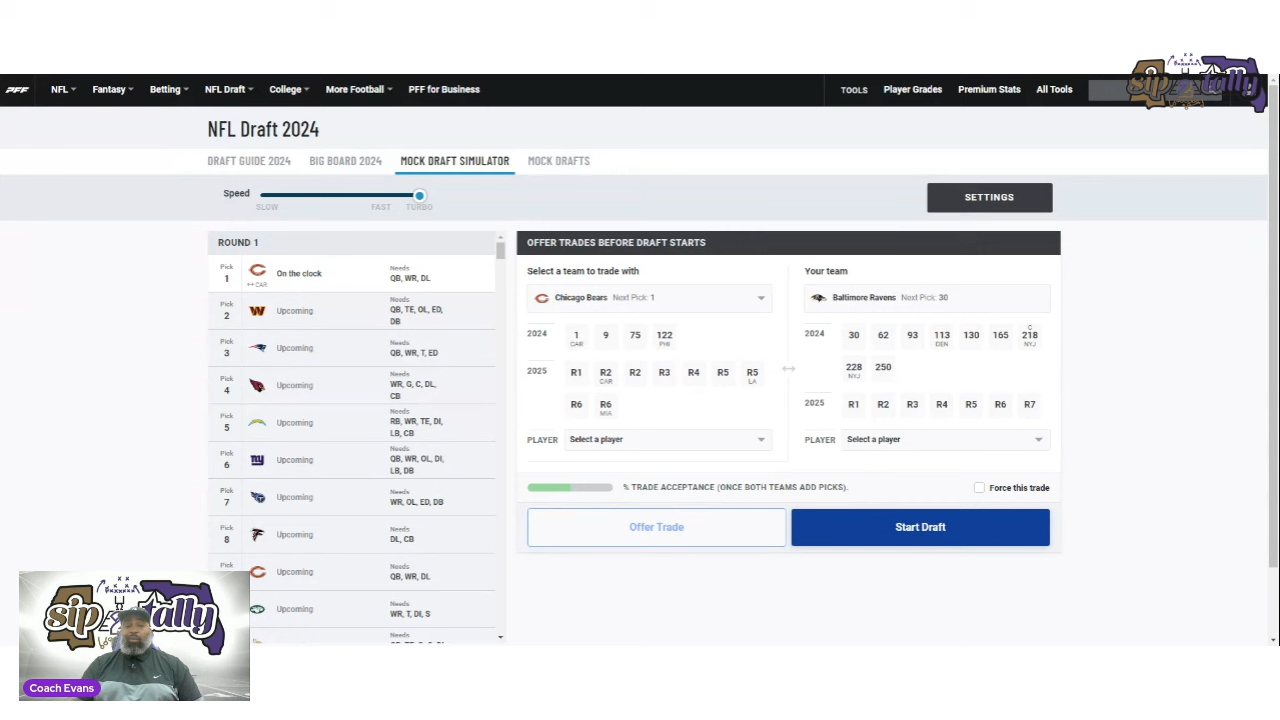 sip tally
PFF NFL Fantasy Betting NFL Draft College More Football PFF for Business TOOLS Player Grades Premium Stats All Tools
NFL Draft 2024
DRAFT GUIDE 2024 BIG BOARD 2024 MOCK DRAFT SIMULATOR MOCK DRAFTS
Speed
SLOW FAST TURBO
SETTINGS
ROUND 1
Pick 1 CAR On the clock Needs QB, WR, DL
Pick 2 W Upcoming Needs QB, TE, OL, ED, DB
Pick 3 Upcoming Needs QB, WR, T, ED
Pick 4 Upcoming Needs WR, G, C, DL, CB
Pick 5 Upcoming Needs RB, WR, TE, DI, LB, CB
Pick 6 ny Upcoming Needs QB, WR, OL, DI, LB, DB
Pick 7 Upcoming Needs WR, OL, ED, DB
Pick 8 Upcoming Needs DL, CB
Upcoming Needs QB, WR, DL
Upcoming Needs WR, T, DI, S
Needs
OFFER TRADES BEFORE DRAFT STARTS
Select a team to trade with
Chicago Bears Next Pick: 1
2024 1 CAR 9 75 122 PHI
2025 R1 R2 CAR R2 R3 R4 R5 R5 LA
R6 R6 MIA
PLAYER Select a player
Your team
Baltimore Ravens Next Pick: 30
2024 30 62 93 113 DEN 130 165 C 218 NYJ
228 NYJ 250
2025 R1 R2 R3 R4 R5 R6 R7
PLAYER Select a player
% TRADE ACCEPTANCE (ONCE BOTH TEAMS ADD PICKS).
Force this trade
Offer Trade
Start Draft
sip tally
Coach Evans